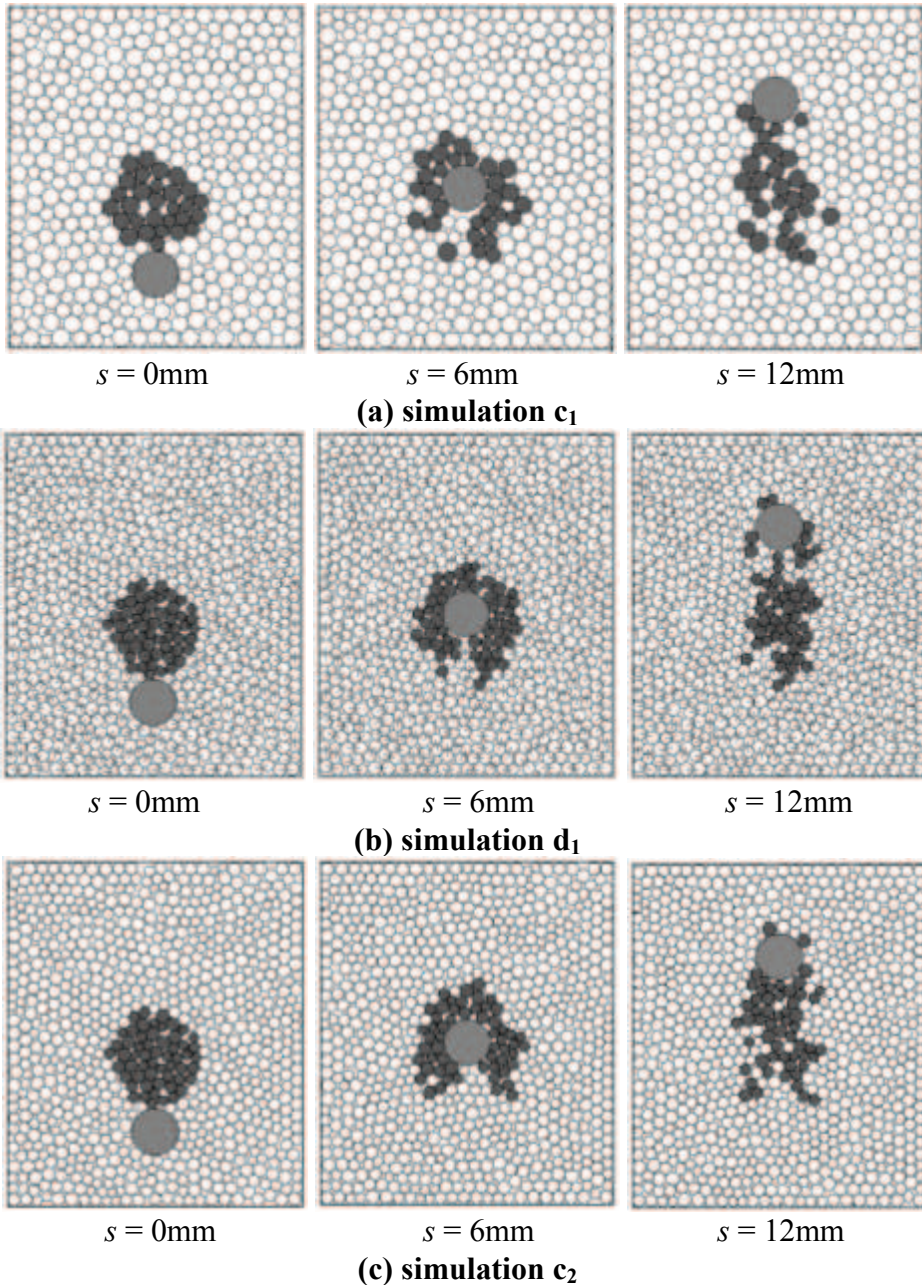 s = 0mm s = 6mm s = 12mm
(a) simulation c₁
s = 0mm s = 6mm s = 12mm
(b) simulation d₁
s = 0mm s = 6mm s = 12mm
(c) simulation c₂